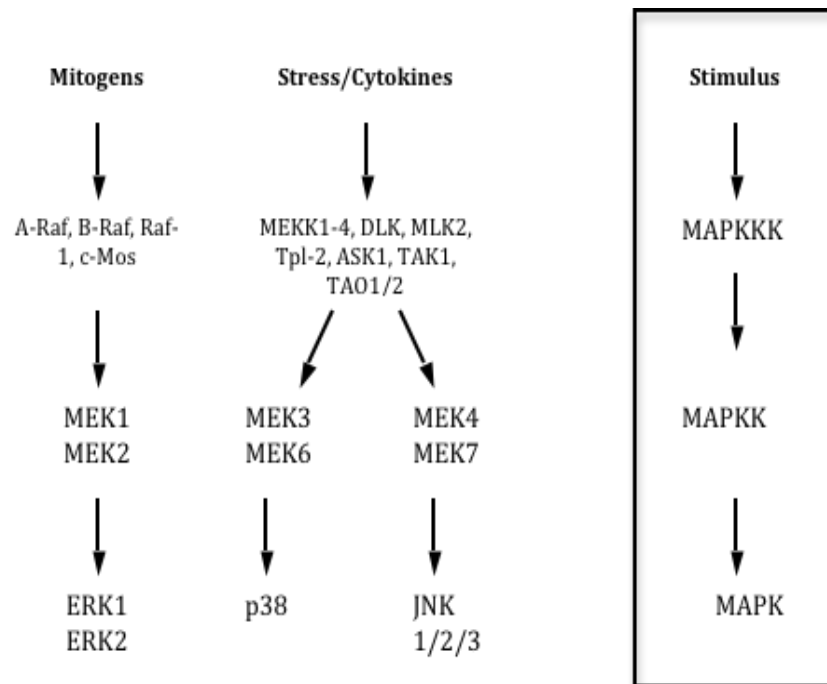 Mitogens
Stress/Cytokines
Stimulus
A-Raf, B-Raf, Raf-
1, c-Mos
MEKK1-4, DLK, MLK2,
Tpl-2, ASK1, TAK1,
TAO1/2
MAPKKK
MEK1
MEK2
MEK3
MEK6
MEK4
MEK7
MAPKK
ERK1
ERK2
p38
JNK
1/2/3
MAPK